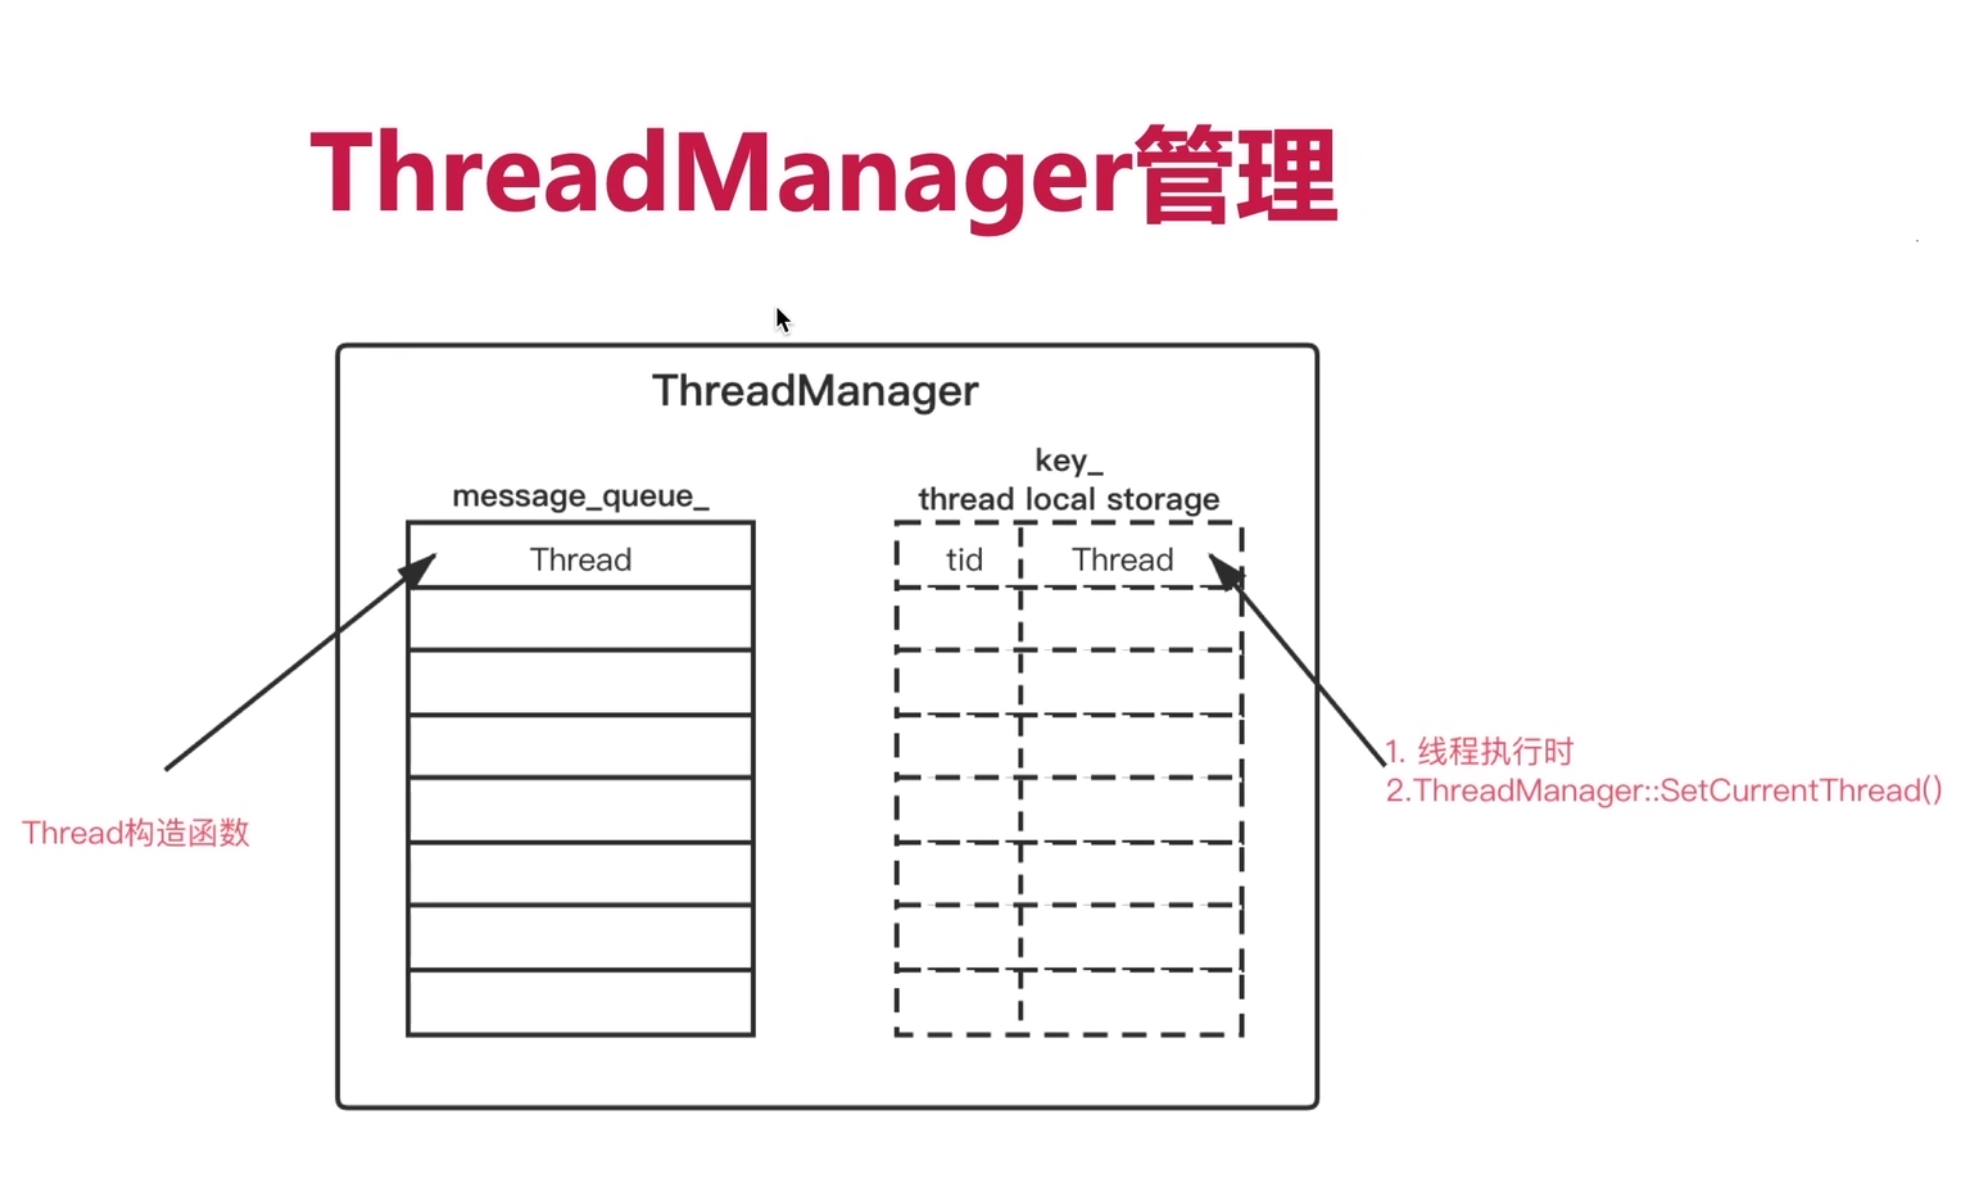 ThreadManager管理
ThreadManager
message_queue_
key_
thread local storage
Thread
tid
Thread
Thread构造函数
1. 线程执行时
2.ThreadManager::SetCurrentThread()